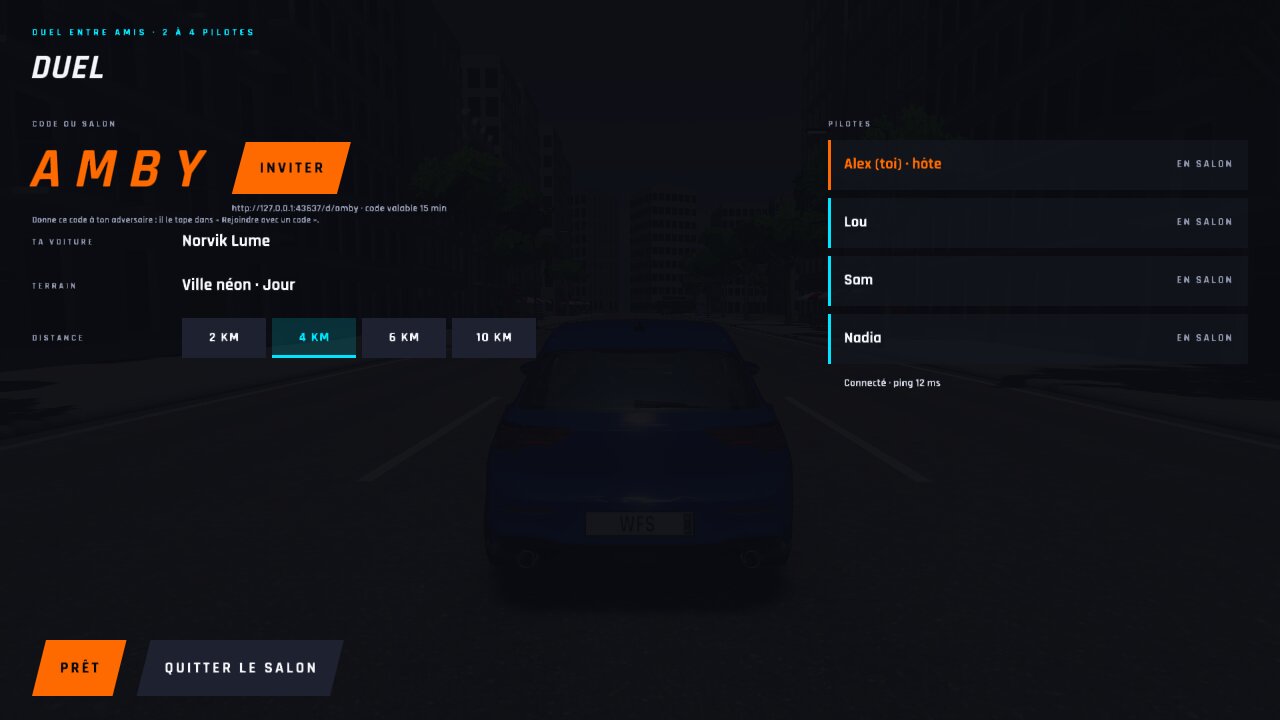 DUEL ENTRE AMIS · 2 À 4 PILOTES
DUEL
CODE DU SALON
AMBY
INVITER
http://127.0.0.1:43637/d/amby · code valable 15 min
Donne ce code à ton adversaire : il le tape dans « Rejoindre avec un code ».
TA VOITURE
Norvik Lume
TERRAIN
Ville néon · Jour
DISTANCE
2 KM
4 KM
6 KM
10 KM
PILOTES
Alex (toi) · hôte
EN SALON
Lou
EN SALON
Sam
EN SALON
Nadia
EN SALON
Connecté · ping 12 ms
WFS
PRÊT
QUITTER LE SALON